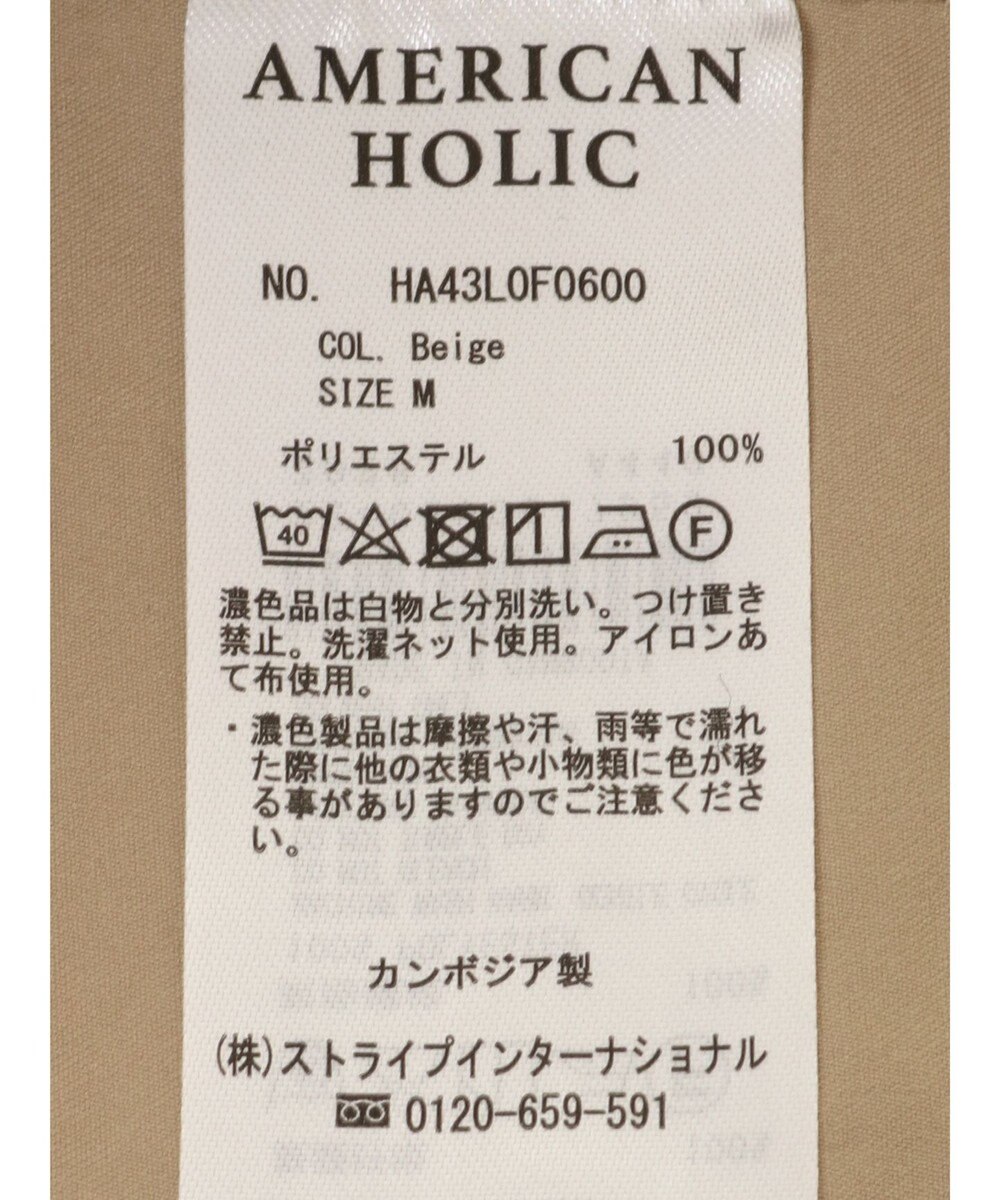 AMERICAN
HOLIC
NO. HA43L0F0600
COL. Beige
SIZE M
ポリエステル 100%
40 F
濃色品は白物と分別洗い。つけ置き
禁止。洗濯ネット使用。アイロンあ
て布使用。
・濃色製品は摩擦や汗、雨等で濡れ
た際に他の衣類や小物類に色が移
る事がありますのでご注意くださ
い。
カンボジア製
(株)ストライプインターナショナル
0120-659-591